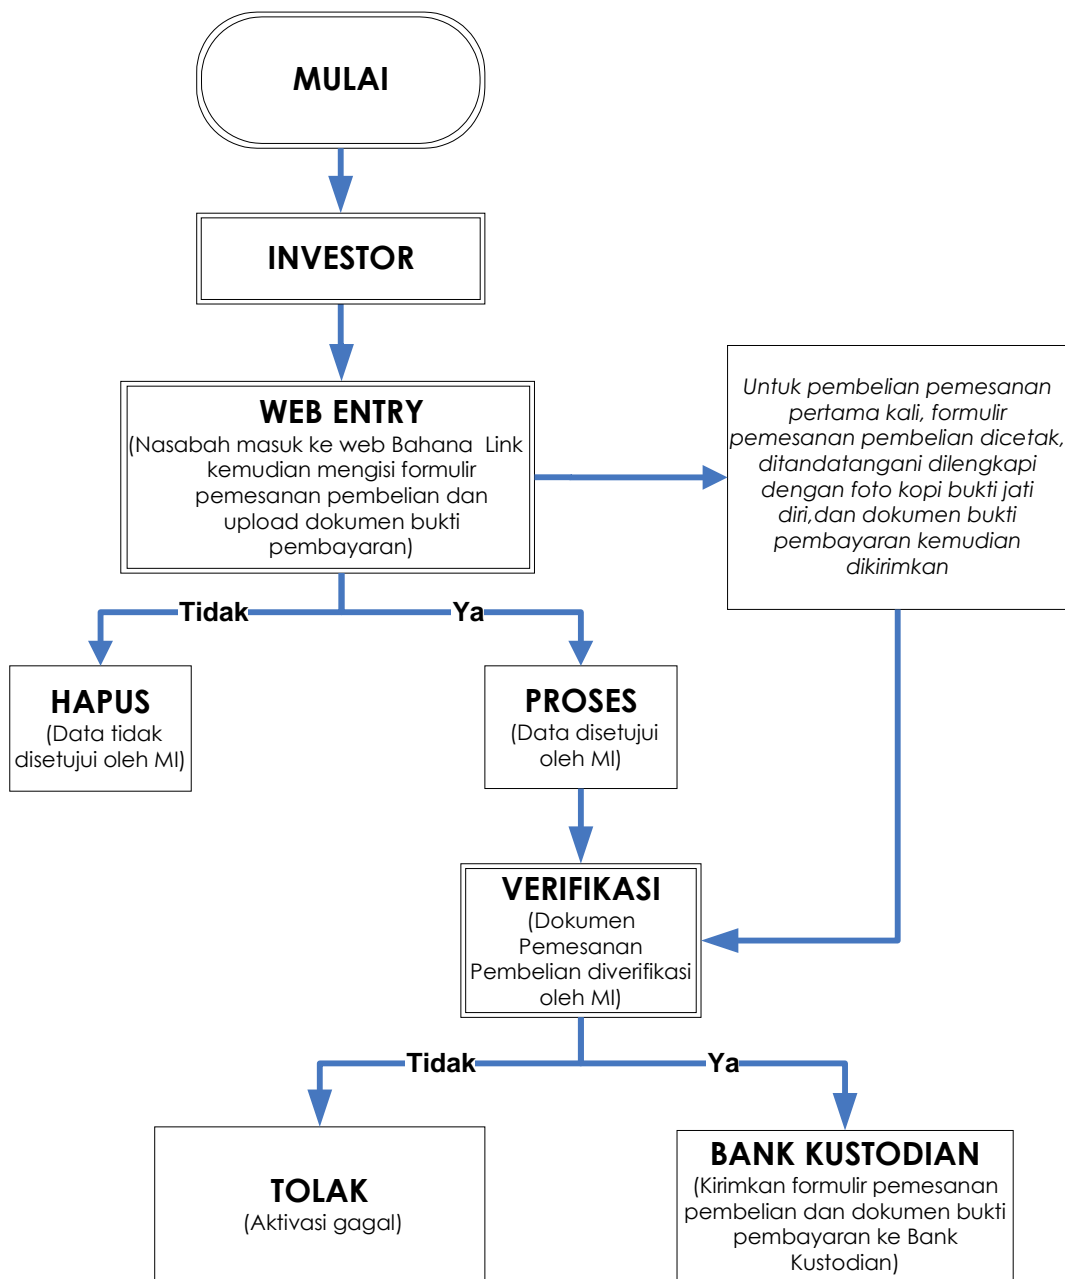 MULAI
INVESTOR
WEB ENTRY
(Nasabah masuk ke web Bahana Link
kemudian mengisi formulir
pemesanan pembelian dan
upload dokumen bukti
pembayaran)
Untuk pembelian pemesanan
pertama kali, formulir
pemesanan pembelian dicetak,
ditandatangani dilengkapi
dengan foto kopi bukti jati
diri,dan dokumen bukti
pembayaran kemudian
dikirimkan
Tidak
Ya
HAPUS
(Data tidak
disetujui oleh MI)
PROSES
(Data disetujui
oleh MI)
VERIFIKASI
(Dokumen
Pemesanan
Pembelian diverifikasi
oleh MI)
Tidak
Ya
TOLAK
(Aktivasi gagal)
BANK KUSTODIAN
(Kirimkan formulir pemesanan
pembelian dan dokumen bukti
pembayaran ke Bank
Kustodian)